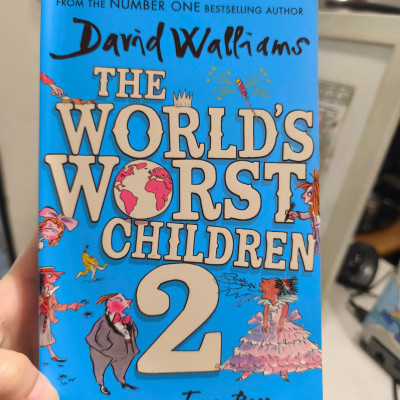 FROM THE NUMBER ONE BESTSELLING AUTHOR
David Walliams
THE
WORLD'S
WORST
CHILDREN
2